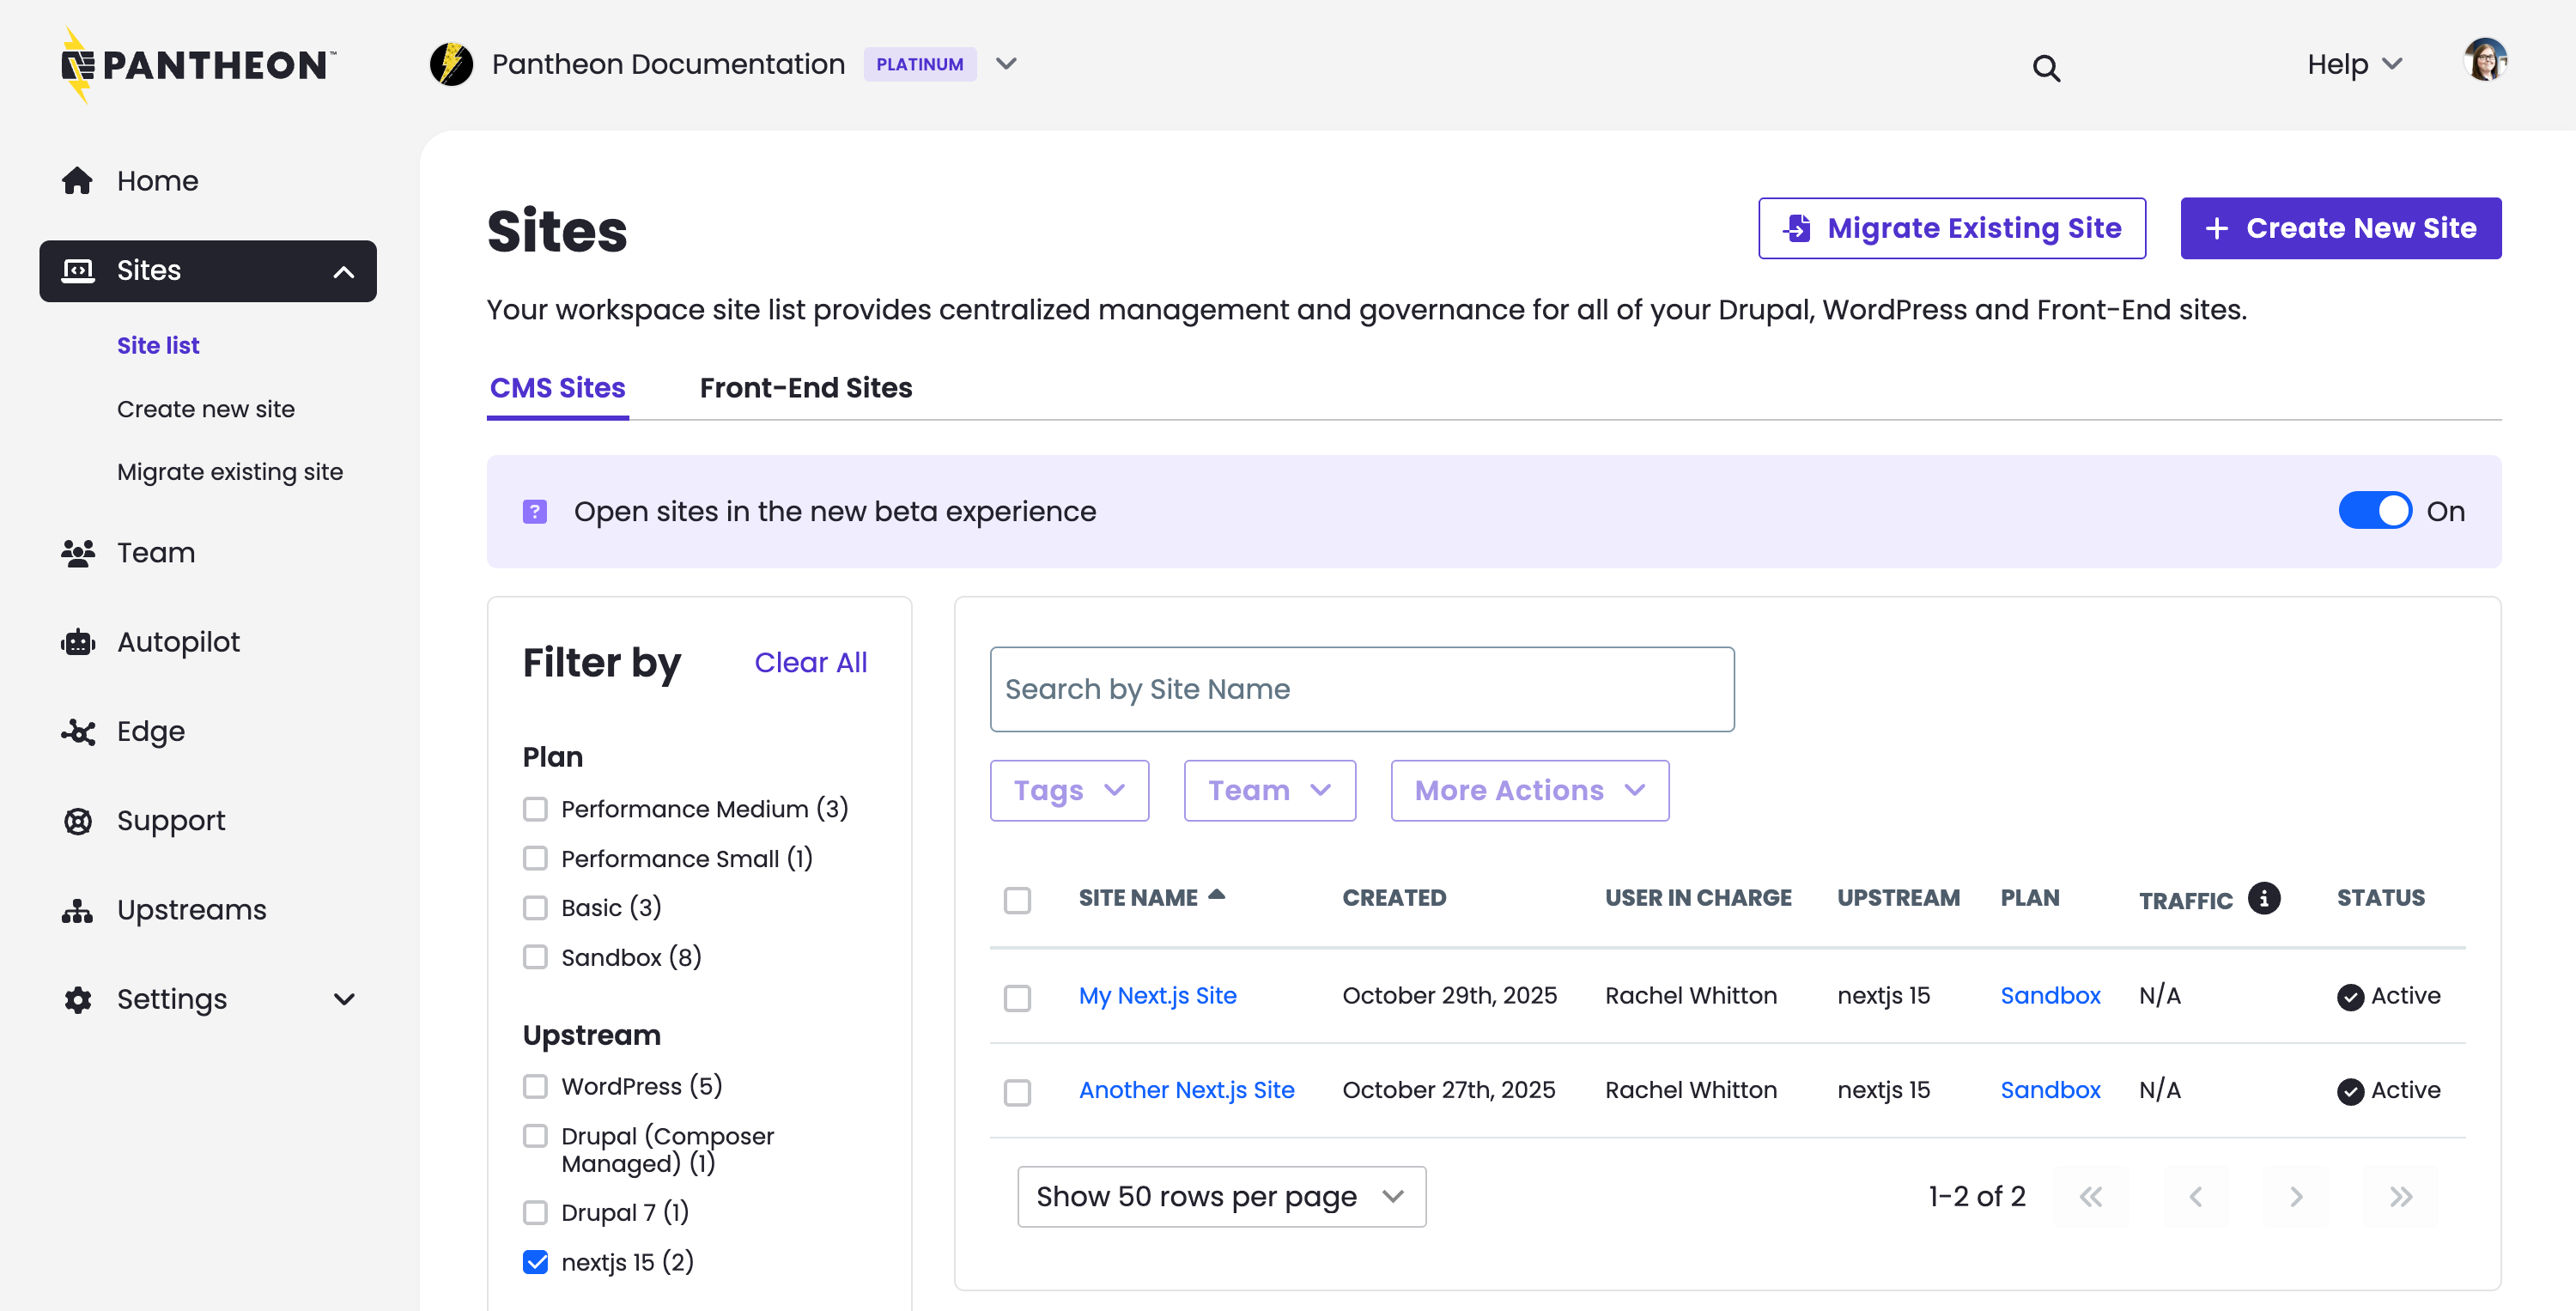 PANTHEON™
Pantheon Documentation PLATINUM
Help
Home
Sites
Site list
Create new site
Migrate existing site
Team
Autopilot
Edge
Support
Upstreams
Settings
Sites
Migrate Existing Site
+ Create New Site
Your workspace site list provides centralized management and governance for all of your Drupal, WordPress and Front-End sites.
CMS Sites Front-End Sites
? Open sites in the new beta experience On
Filter by Clear All
Plan
Performance Medium (3)
Performance Small (1)
Basic (3)
Sandbox (8)
Upstream
WordPress (5)
Drupal (Composer
Managed) (1)
Drupal 7 (1)
nextjs 15 (2)
Search by Site Name
Tags Team More Actions
SITE NAME CREATED USER IN CHARGE UPSTREAM PLAN TRAFFIC i STATUS
My Next.js Site October 29th, 2025 Rachel Whitton nextjs 15 Sandbox N/A Active
Another Next.js Site October 27th, 2025 Rachel Whitton nextjs 15 Sandbox N/A Active
Show 50 rows per page 1-2 of 2